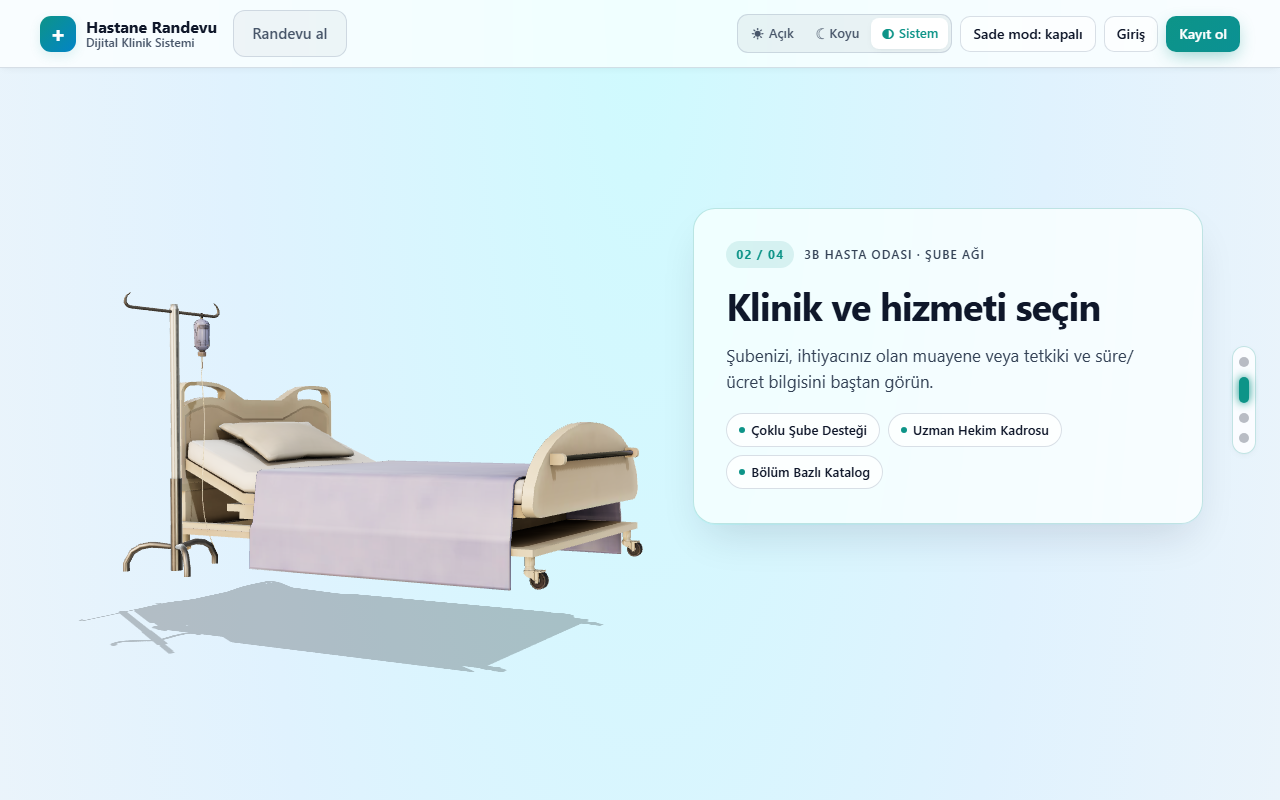 Hastane Randevu
Dijital Klinik Sistemi
Randevu al
Açık
Koyu
Sistem
Sade mod: kapalı
Giriş
Kayıt ol
02 / 04
3B HASTA ODASI · ŞUBE AĞI
Klinik ve hizmeti seçin
Şubenizi, ihtiyacınız olan muayene veya tetkiki ve süre/
ücret bilgisini baştan görün.
Çoklu Şube Desteği
Uzman Hekim Kadrosu
Bölüm Bazlı Katalog